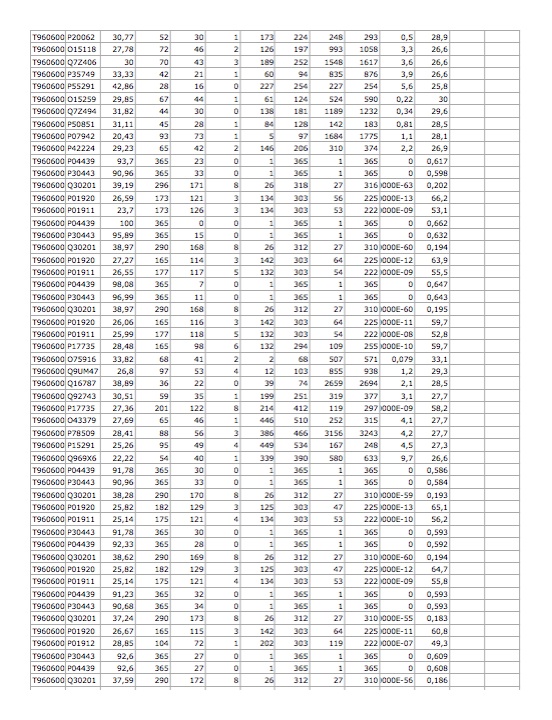 T960600 P20062 30,77 52 30 1 173 224 248 293 0,5 28,9
T960600 O15118 27,78 72 46 2 126 197 993 1058 3,3 26,6
T960600 Q7Z406 30 70 43 3 189 252 1548 1617 3,6 26,6
T960600 P35749 33,33 42 21 1 60 94 835 876 3,9 26,6
T960600 P55291 42,86 28 16 0 227 254 227 254 5,6 25,8
T960600 O15259 29,85 67 44 1 61 124 524 590 0,22 30
T960600 Q7Z494 31,82 44 30 0 138 181 1189 1232 0,34 29,6
T960600 P50851 31,11 45 28 1 84 128 142 183 0,81 28,5
T960600 P07942 20,43 93 73 1 5 97 1684 1775 1,1 28,1
T960600 P42224 29,23 65 42 2 146 206 310 374 2,2 26,9
T960600 P04439 93,7 365 23 0 1 365 1 365 0 0,617
T960600 P30443 90,96 365 33 0 1 365 1 365 0 0,598
T960600 Q30201 39,19 296 171 8 26 318 27 316 000E-63 0,202
T960600 P01920 26,59 173 121 3 134 303 56 225 000E-13 66,2
T960600 P01911 23,7 173 126 3 134 303 53 222 000E-09 53,1
T960600 P04439 100 365 0 0 1 365 1 365 0 0,662
T960600 P30443 95,89 365 15 0 1 365 1 365 0 0,632
T960600 Q30201 38,97 290 168 8 26 312 27 310 000E-60 0,194
T960600 P01920 27,27 165 114 3 142 303 64 225 000E-12 63,9
T960600 P01911 26,55 177 117 5 132 303 54 222 000E-09 55,5
T960600 P04439 98,08 365 7 0 1 365 1 365 0 0,647
T960600 P30443 96,99 365 11 0 1 365 1 365 0 0,643
T960600 Q30201 38,97 290 168 8 26 312 27 310 000E-60 0,195
T960600 P01920 26,06 165 116 3 142 303 64 225 000E-11 59,7
T960600 P01911 25,99 177 118 5 132 303 54 222 000E-08 52,8
T960600 P17735 28,48 165 98 6 132 294 109 255 000E-10 59,7
T960600 O75916 33,82 68 41 2 2 68 507 571 0,079 33,1
T960600 Q9UM47 26,8 97 53 4 12 103 855 938 1,2 29,3
T960600 Q16787 38,89 36 22 0 39 74 2659 2694 2,1 28,5
T960600 Q92743 30,51 59 35 1 199 251 319 377 3,1 27,7
T960600 P17735 27,36 201 122 8 214 412 119 297 000E-09 58,2
T960600 O43379 27,69 65 46 1 446 510 252 315 4,1 27,7
T960600 P78509 28,41 88 56 3 386 466 3156 3243 4,2 27,7
T960600 P15291 25,26 95 49 4 449 534 167 248 4,5 27,3
T960600 Q969X6 22,22 54 40 1 339 390 580 633 9,7 26,6
T960600 P04439 91,78 365 30 0 1 365 1 365 0 0,586
T960600 P30443 90,96 365 33 0 1 365 1 365 0 0,584
T960600 Q30201 38,28 290 170 8 26 312 27 310 000E-59 0,193
T960600 P01920 25,82 182 129 3 125 303 47 225 000E-13 65,1
T960600 P01911 25,14 175 121 4 134 303 53 222 000E-10 56,2
T960600 P30443 91,78 365 30 0 1 365 1 365 0 0,593
T960600 P04439 92,33 365 28 0 1 365 1 365 0 0,592
T960600 Q30201 38,62 290 169 8 26 312 27 310 000E-60 0,194
T960600 P01920 25,82 182 129 3 125 303 47 225 000E-12 64,7
T960600 P01911 25,14 175 121 4 134 303 53 222 000E-09 55,8
T960600 P04439 91,23 365 32 0 1 365 1 365 0 0,593
T960600 P30443 90,68 365 34 0 1 365 1 365 0 0,593
T960600 Q30201 37,24 290 173 8 26 312 27 310 000E-55 0,183
T960600 P01920 26,67 165 115 3 142 303 64 225 000E-11 60,8
T960600 P01912 28,85 104 72 1 202 303 119 222 000E-07 49,3
T960600 P30443 92,6 365 27 0 1 365 1 365 0 0,609
T960600 P04439 92,6 365 27 0 1 365 1 365 0 0,608
T960600 Q30201 37,59 290 172 8 26 312 27 310 000E-56 0,186